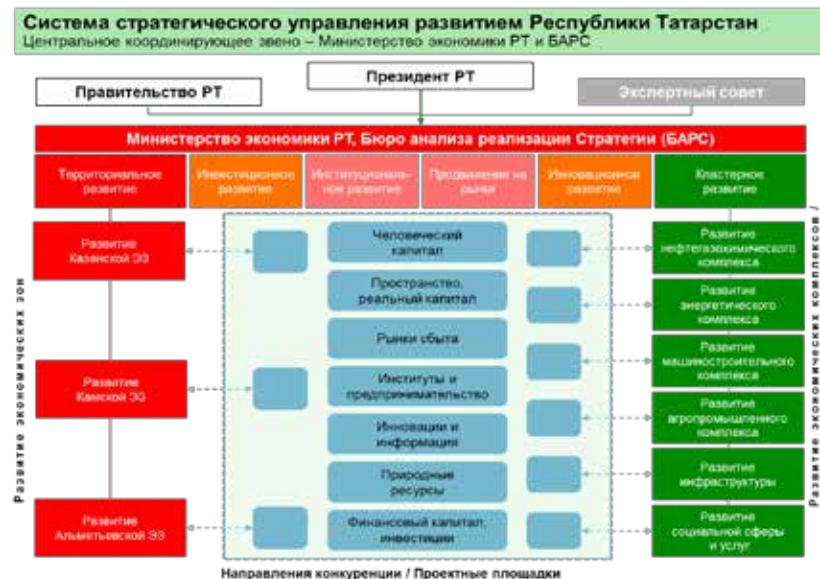 Система стратегического управления развитием Республики Татарстан
Центральное координирующее звено – Министерство экономики РТ и БАРС
Президент РТ
Правительство РТ
Экспертный совет
Министерство экономики РТ, Бюро анализа реализации Стратегии (БАРС)
Территориальное
развитие
Инвестиционное
развитие
Институциональ-
ное развитие
Продвижение на
рынки
Инновационное
развитие
Кластерное
развитие
Развитие экономических зон
Развитие
Казанской ЭЗ
Развитие
Камской ЭЗ
Развитие
Альметьевской ЭЗ
Человеческий
капитал
Пространство,
реальный капитал
Рынки сбыта
Институты и
предпринимательство
Инновации и
информация
Природные
ресурсы
Финансовый капитал,
инвестиции
Развитие
нефтегазохимического
комплекса
Развитие
энергетического
комплекса
Развитие
машиностроительного
комплекса
Развитие
агропромышленного
комплекса
Развитие
инфраструктуры
Развитие
социальной сферы
и услуг
Развитие экономических комплексов /
Направления конкуренции / Проектные площадки